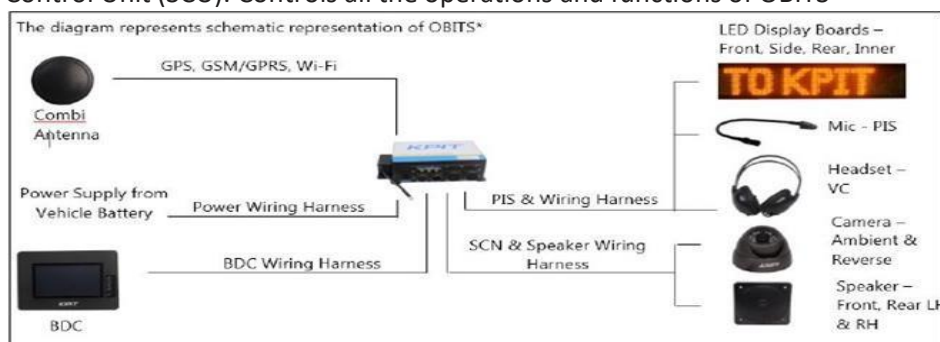 Control Unit (SCU): Controls all the operations and functions of OBITS
The diagram represents schematic representation of OBITS*
GPS, GSM/GPRS, Wi-Fi
Combi
Antenna
Power Supply from
Vehicle Battery
Power Wiring Harness
BDC Wiring Harness
KPIT
BDC
KPIT
PIS & Wiring Harness
SCN & Speaker Wiring
Harness
LED Display Boards –
Front, Side, Rear, Inner
TO KPIT
Mic - PIS
Headset –
VC
Camera –
Ambient &
Reverse
Speaker –
Front, Rear LH
& RH